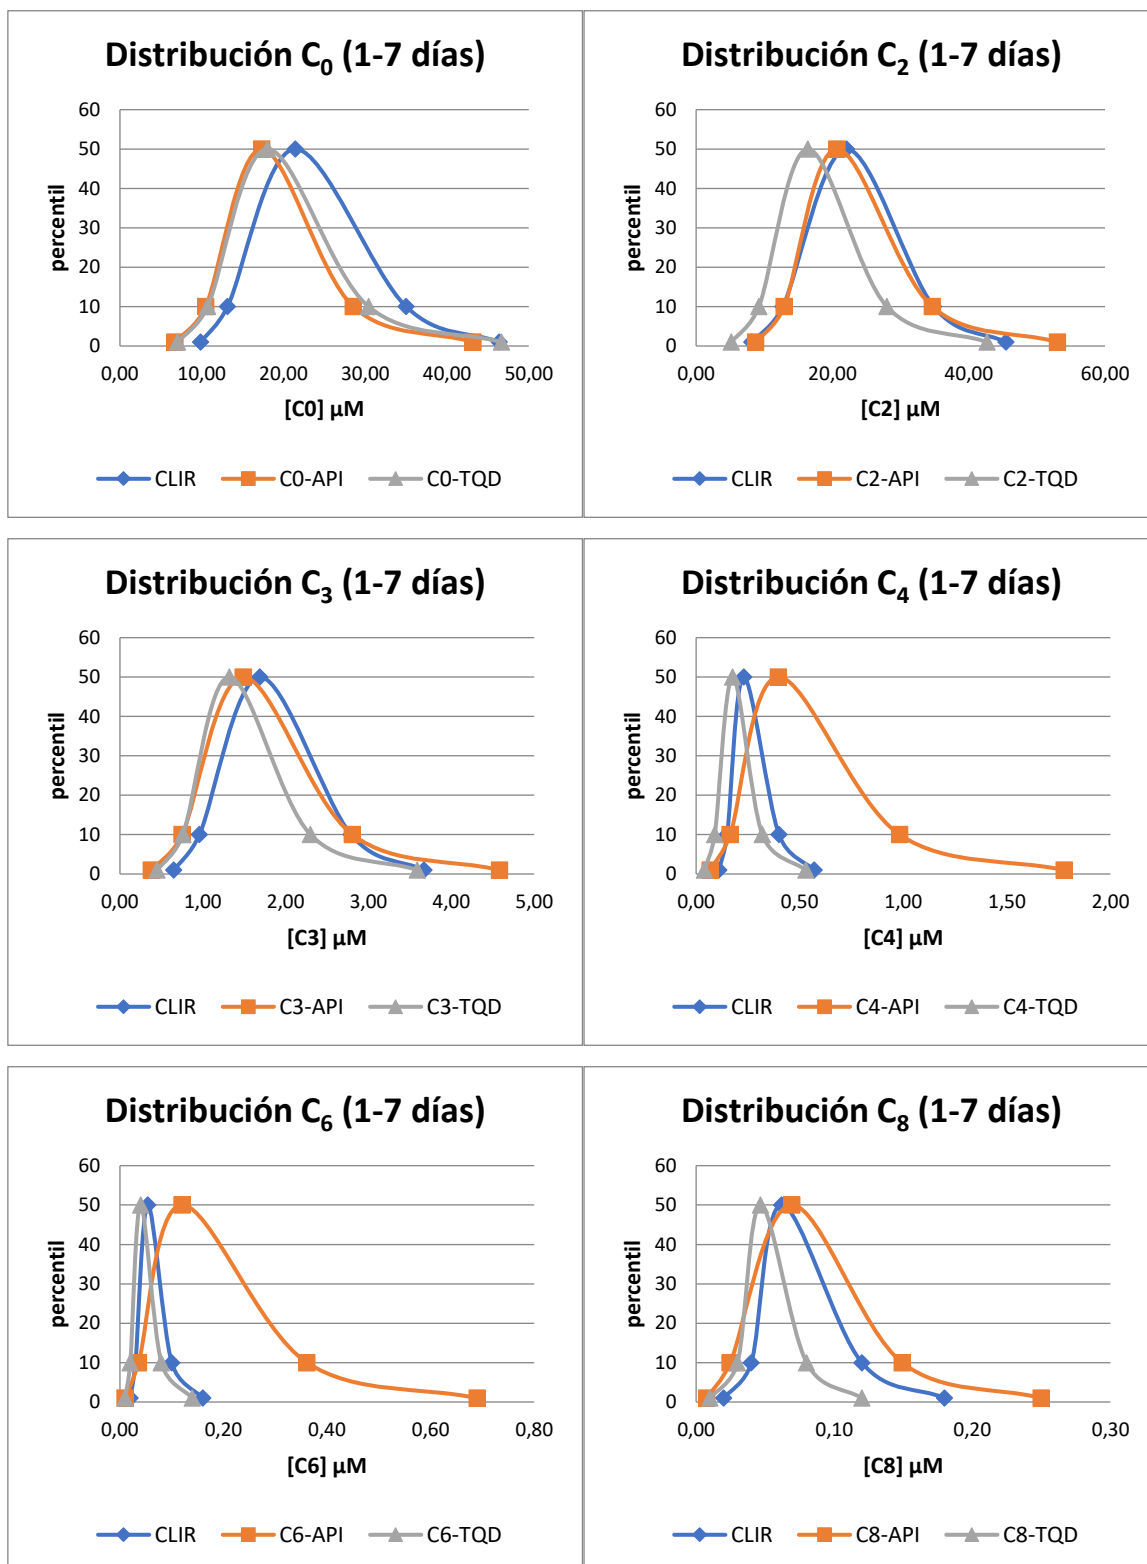 Distribución C0 (1-7 días)
percentil
60
50
40
30
20
10
0
0,00 10,00 20,00 30,00 40,00 50,00
[C0] µM
CLIR C0-API C0-TQD
Distribución C2 (1-7 días)
percentil
60
50
40
30
20
10
0
0,00 20,00 40,00 60,00
[C2] µM
CLIR C2-API C2-TQD
Distribución C3 (1-7 días)
percentil
60
50
40
30
20
10
0
0,00 1,00 2,00 3,00 4,00 5,00
[C3] µM
CLIR C3-API C3-TQD
Distribución C4 (1-7 días)
percentil
60
50
40
30
20
10
0
0,00 0,50 1,00 1,50 2,00
[C4] µM
CLIR C4-API C4-TQD
Distribución C6 (1-7 días)
percentil
60
50
40
30
20
10
0
0,00 0,20 0,40 0,60 0,80
[C6] µM
CLIR C6-API C6-TQD
Distribución C8 (1-7 días)
percentil
60
50
40
30
20
10
0
0,00 0,10 0,20 0,30
[C8] µM
CLIR C8-API C8-TQD